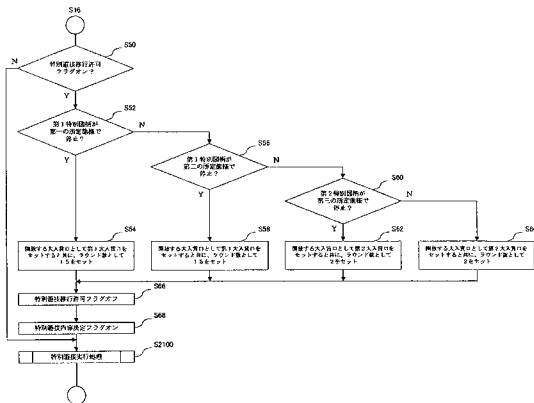 S16
S50
特別遊技移行許可
フラグオン？
N
Y
S52
第１特別図柄が
第一の所定態様で
停止？
N
Y
S56
第１特別図柄が
第二の所定態様で
停止？
N
Y
S60
第２特別図柄が
第三の所定態様で
停止？
N
Y
S54
開放する大入賞口として第１大入賞口を
セットすると共に、ラウンド数として
１５をセット
S58
開放する大入賞口として第１大入賞口を
セットすると共に、ラウンド数として
１５をセット
S62
開放する大入賞口として第２大入賞口を
セットすると共に、ラウンド数として
２をセット
開放する大入賞口として第２大入賞口を
セットすると共に、ラウンド数として
２をセット
S66
特別遊技移行許可フラグオフ
S68
特別遊技内容決定フラグオン
S2100
特別遊技実行処理